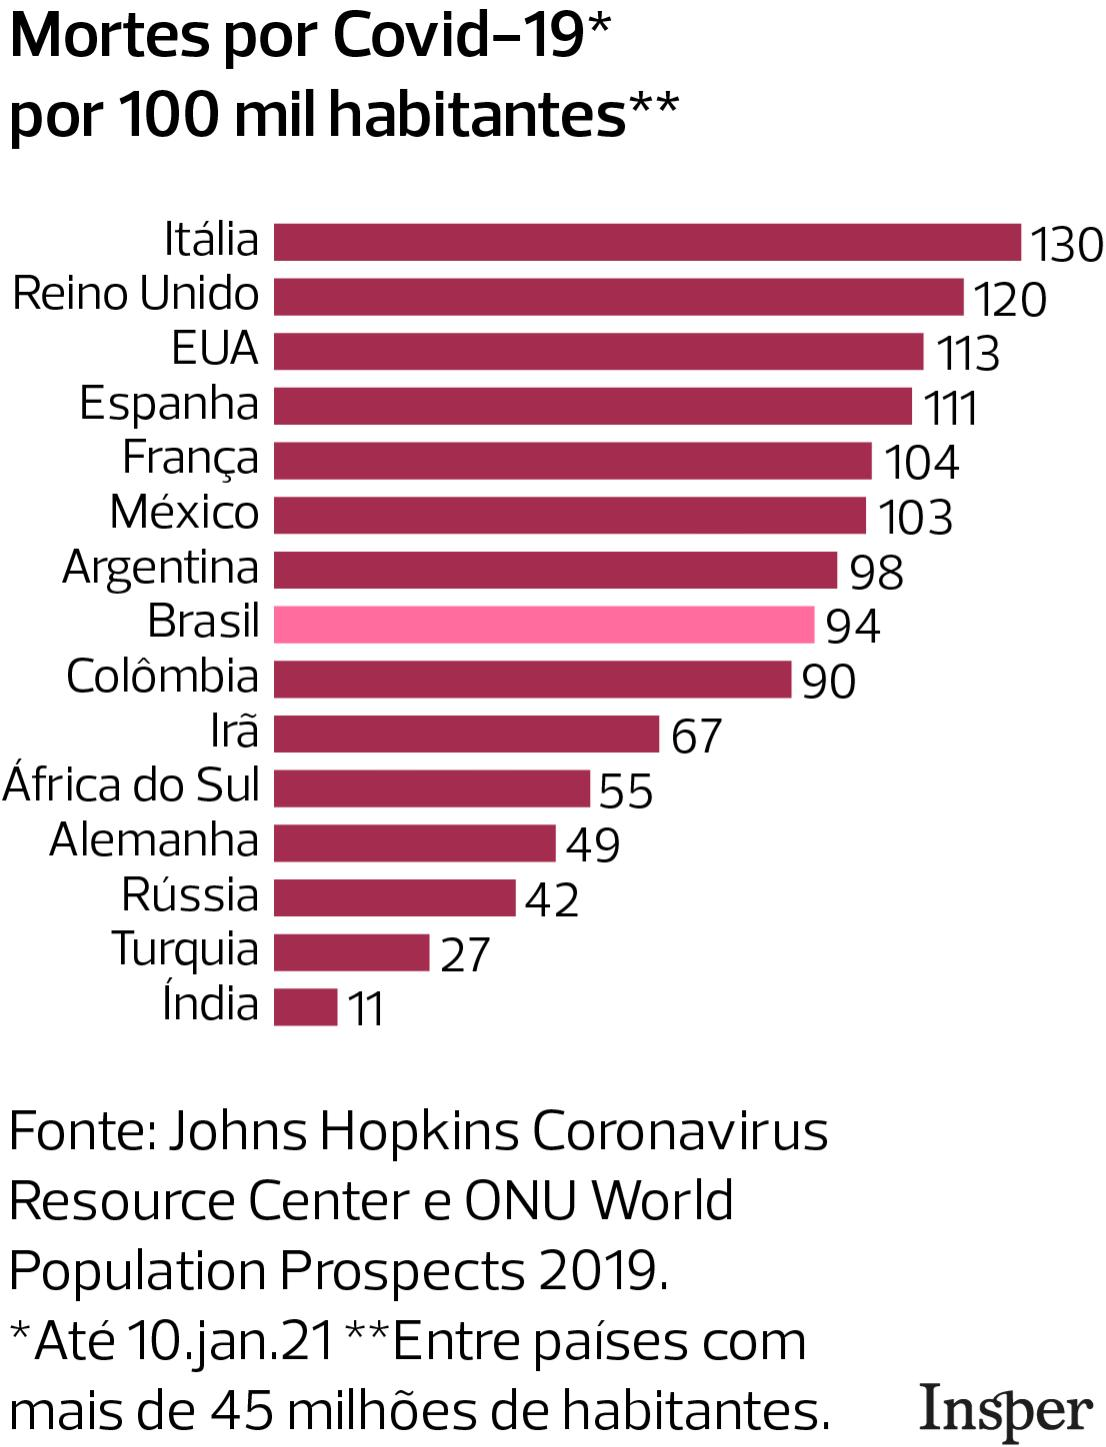 Mortes por Covid-19*
por 100 mil habitantes**
Itália 130
Reino Unido 120
EUA 113
Espanha 111
França 104
México 103
Argentina 98
Brasil 94
Colômbia 90
Irã 67
África do Sul 55
Alemanha 49
Rússia 42
Turquia 27
Índia 11
Fonte: Johns Hopkins Coronavirus
Resource Center e ONU World
Population Prospects 2019.
*Até 10.jan.21 **Entre países com
mais de 45 milhões de habitantes.
Insper